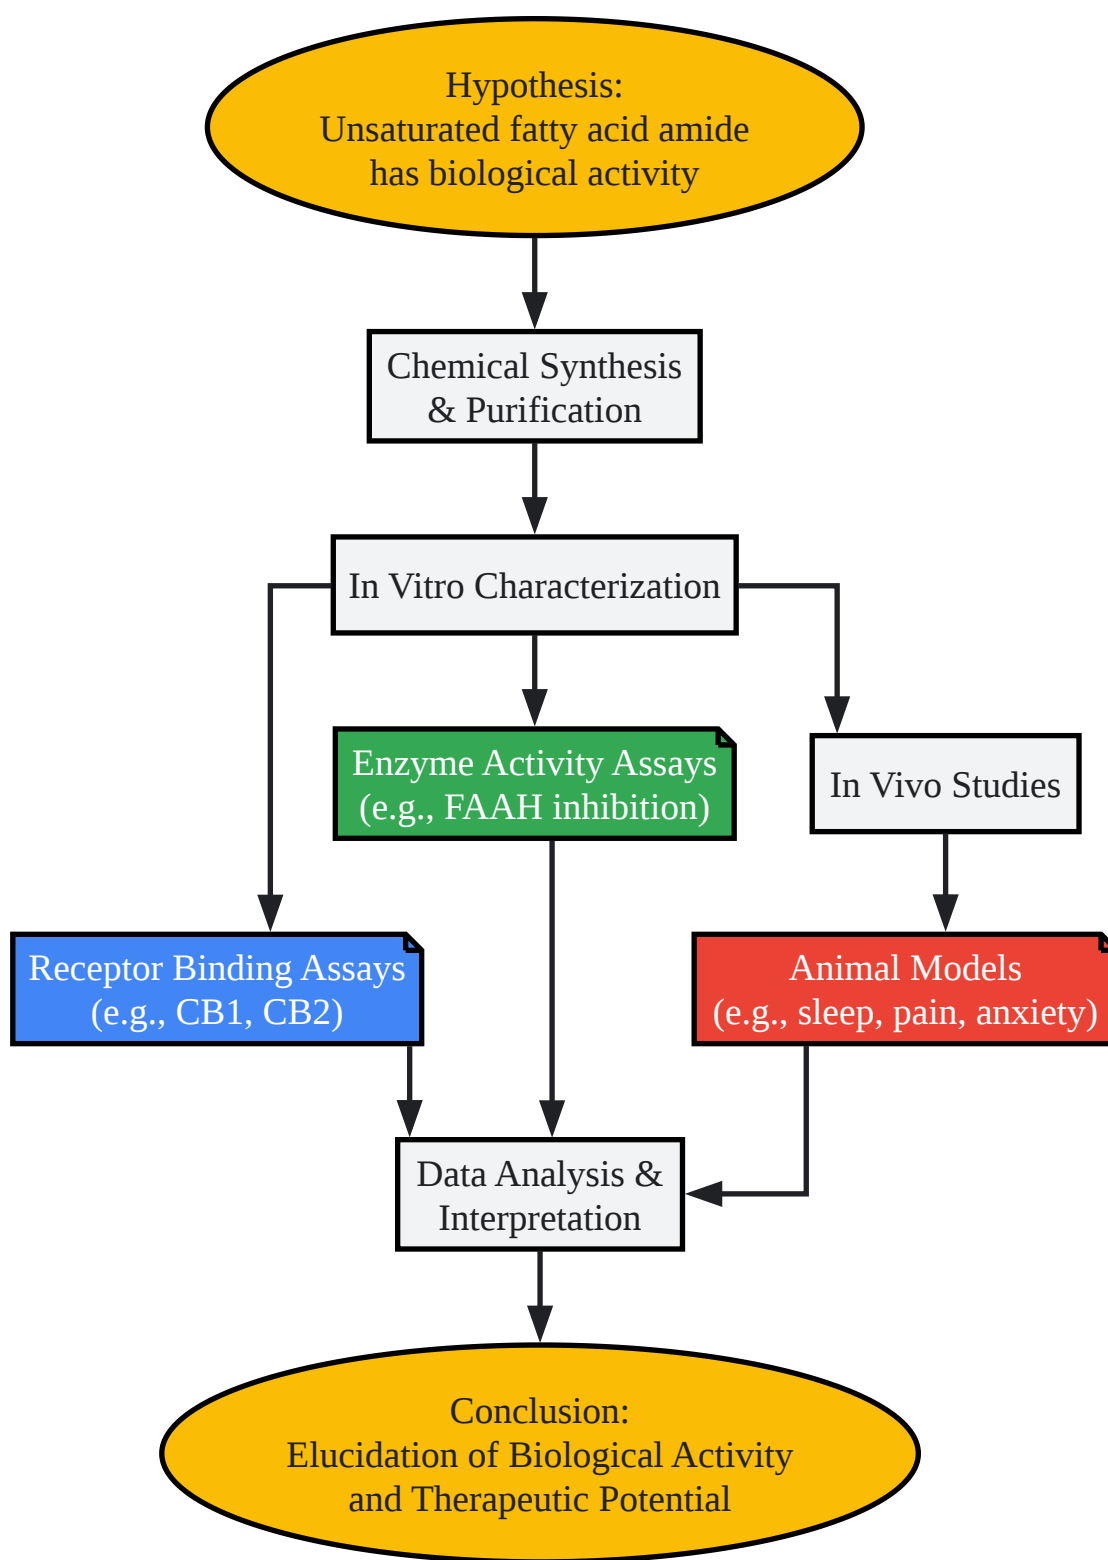 Hypothesis:
Unsaturated fatty acid amide
has biological activity
Chemical Synthesis
& Purification
In Vitro Characterization
Enzyme Activity Assays
(e.g., FAAH inhibition)
In Vivo Studies
Receptor Binding Assays
(e.g., CB1, CB2)
Animal Models
(e.g., sleep, pain, anxiety)
Data Analysis &
Interpretation
Conclusion:
Elucidation of Biological Activity
and Therapeutic Potential